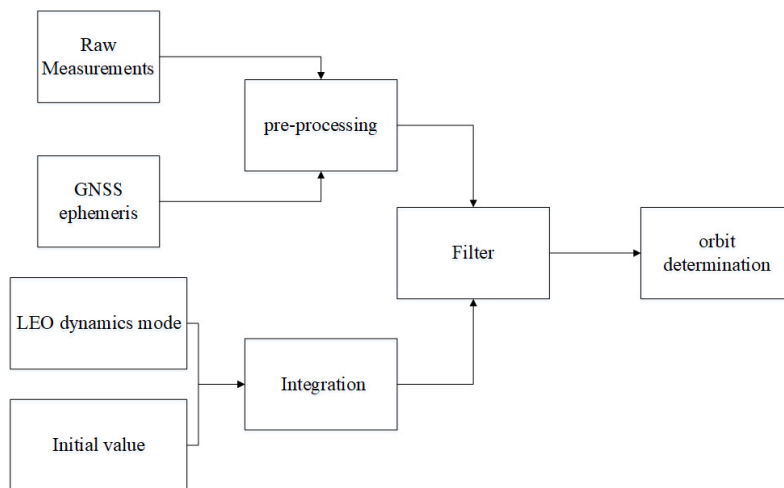 Raw
Measurements
pre-processing
GNSS
ephemeris
Filter
orbit
determination
LEO dynamics mode
Integration
Initial value